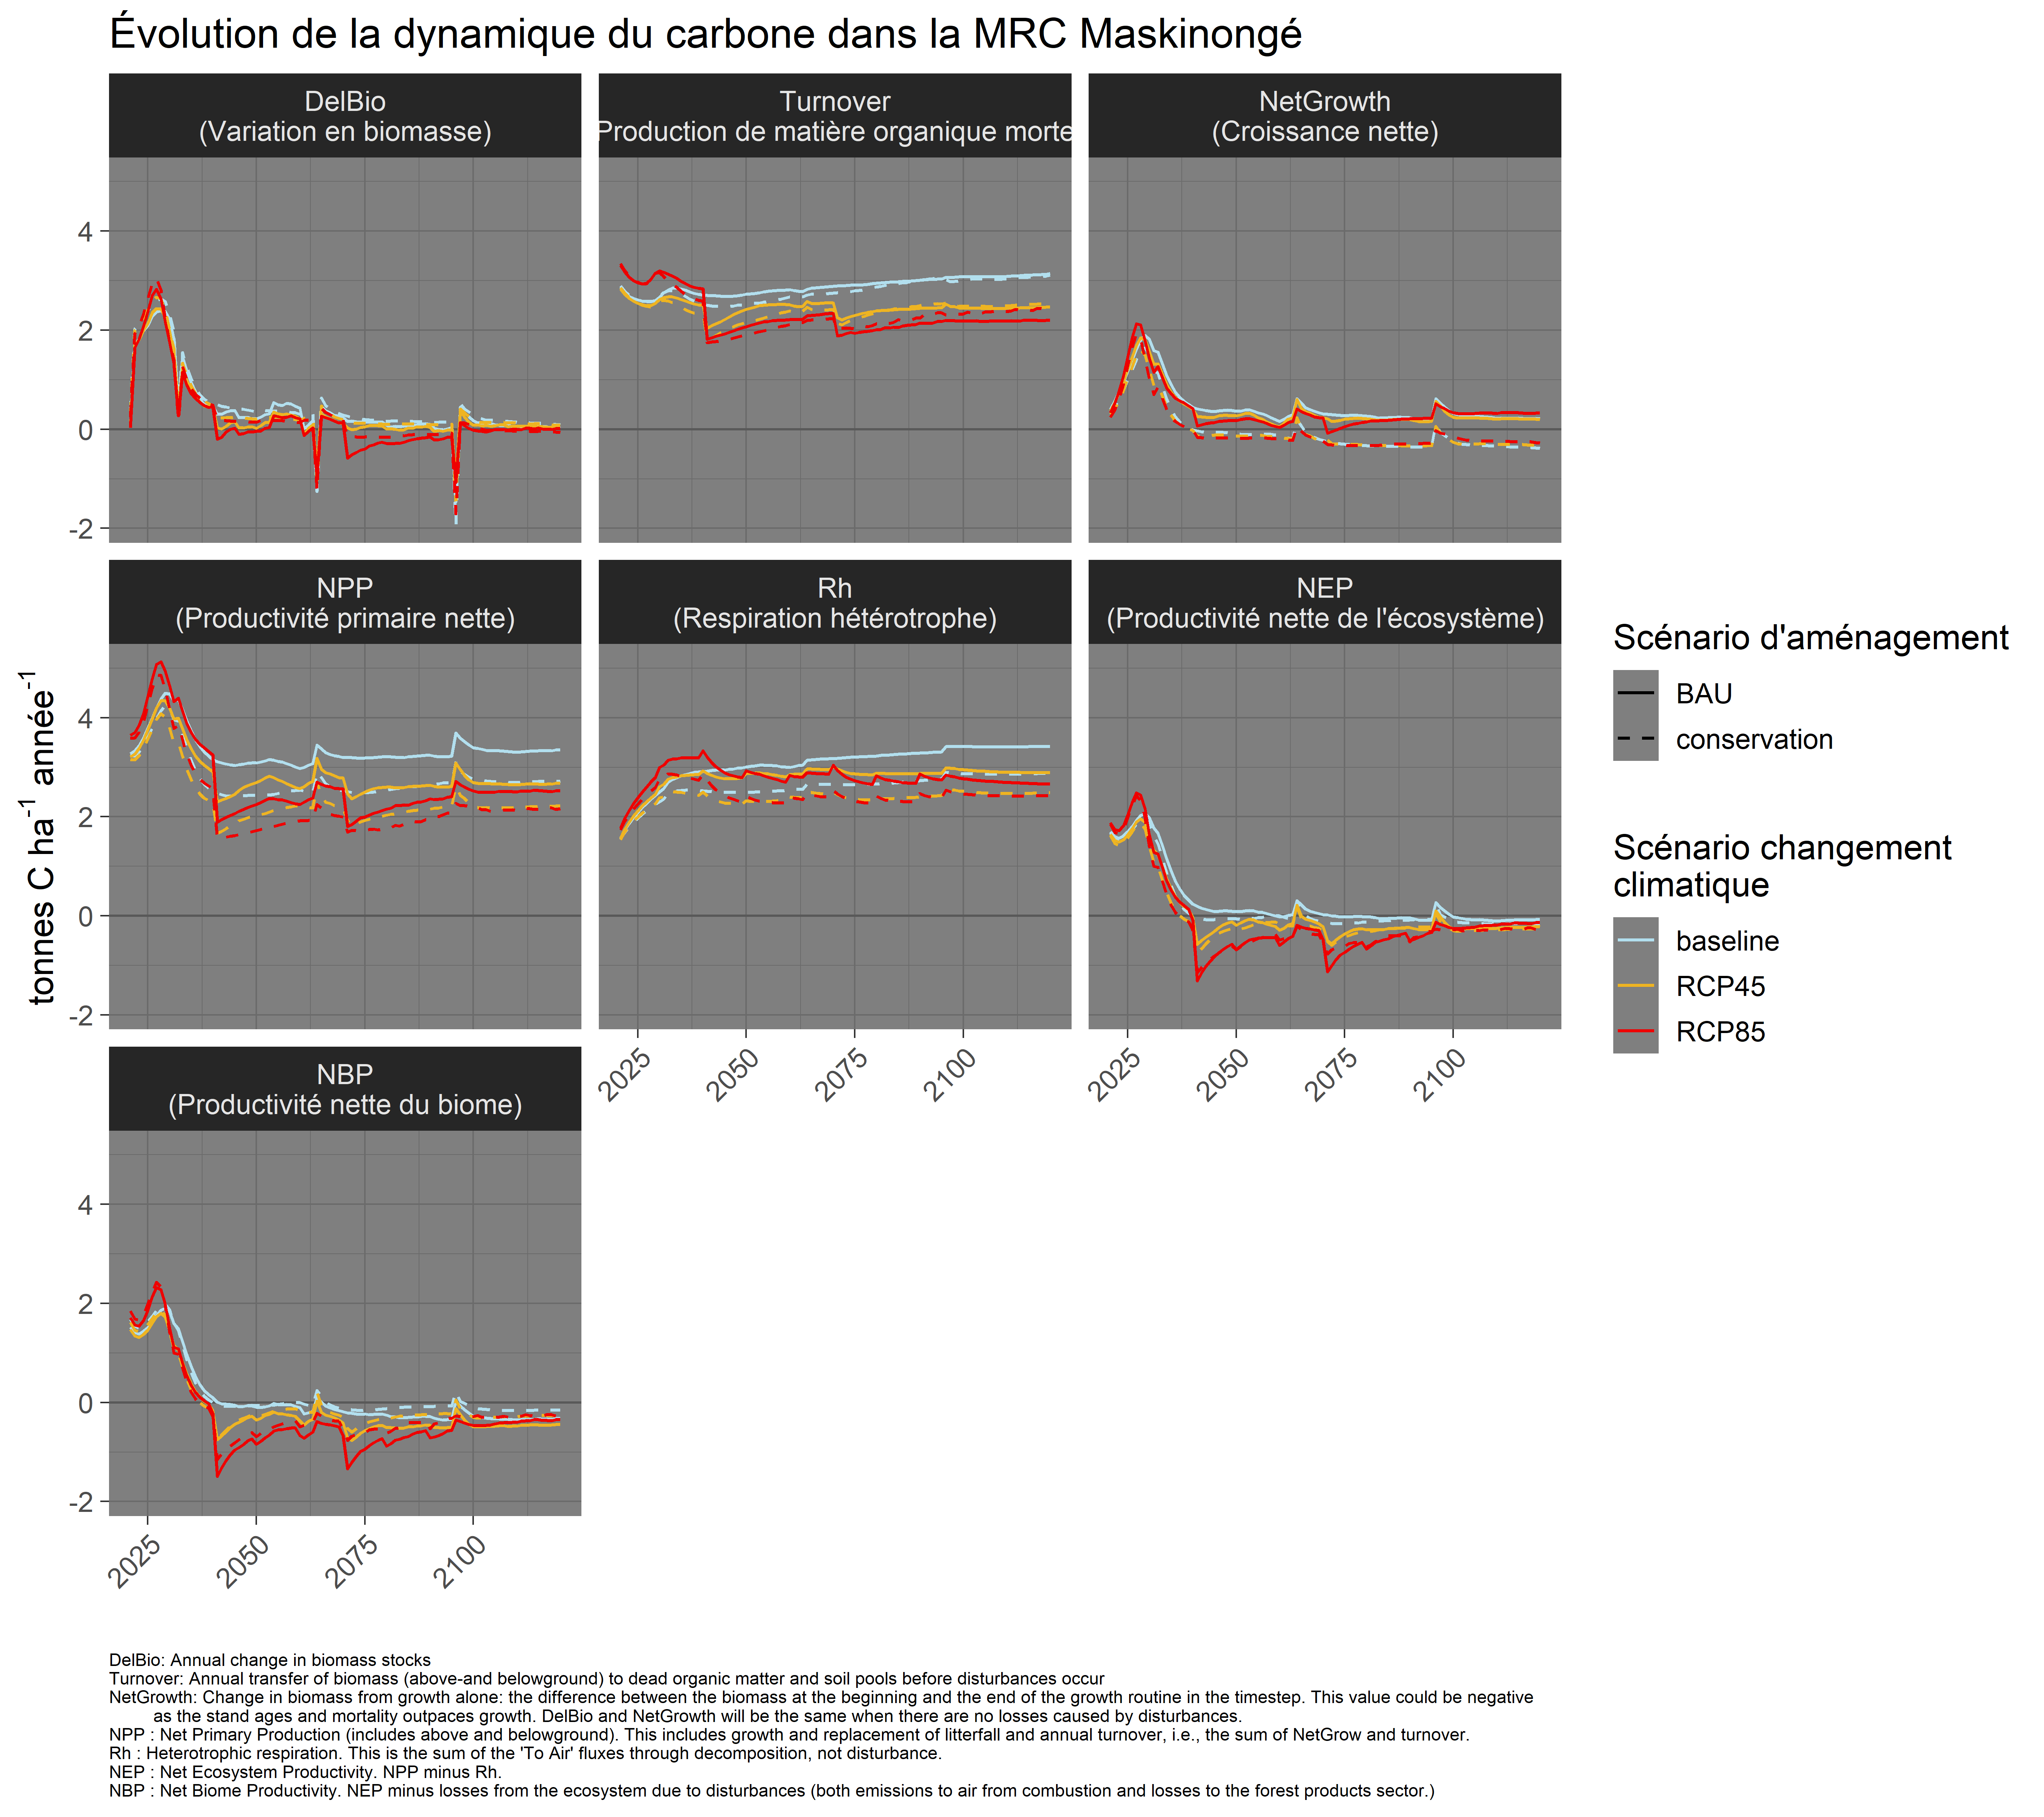 Évolution de la dynamique du carbone dans la MRC Maskinongé
DelBio
(Variation en biomasse)
Turnover
Production de matière organique morte
NetGrowth
(Croissance nette)
4
2
0
-2
NPP
(Productivité primaire nette)
Rh
(Respiration hétérotrophe)
NEP
(Productivité nette de l'écosystème)
4
2
0
-2
2025
2050
2075
2100
2025
2050
2075
2100
NBP
(Productivité nette du biome)
4
2
0
-2
2025
2050
2075
2100
tonnes C ha-1 année-1
Scénario d'aménagement
BAU
conservation
Scénario changement
climatique
baseline
RCP45
RCP85
DelBio: Annual change in biomass stocks
Turnover: Annual transfer of biomass (above-and belowground) to dead organic matter and soil pools before disturbances occur
NetGrowth: Change in biomass from growth alone: the difference between the biomass at the beginning and the end of the growth routine in the timestep. This value could be negative
as the stand ages and mortality outpaces growth. DelBio and NetGrowth will be the same when there are no losses caused by disturbances.
NPP : Net Primary Production (includes above and belowground). This includes growth and replacement of litterfall and annual turnover, i.e., the sum of NetGrow and turnover.
Rh : Heterotrophic respiration. This is the sum of the 'To Air' fluxes through decomposition, not disturbance.
NEP : Net Ecosystem Productivity. NPP minus Rh.
NBP : Net Biome Productivity. NEP minus losses from the ecosystem due to disturbances (both emissions to air from combustion and losses to the forest products sector.)